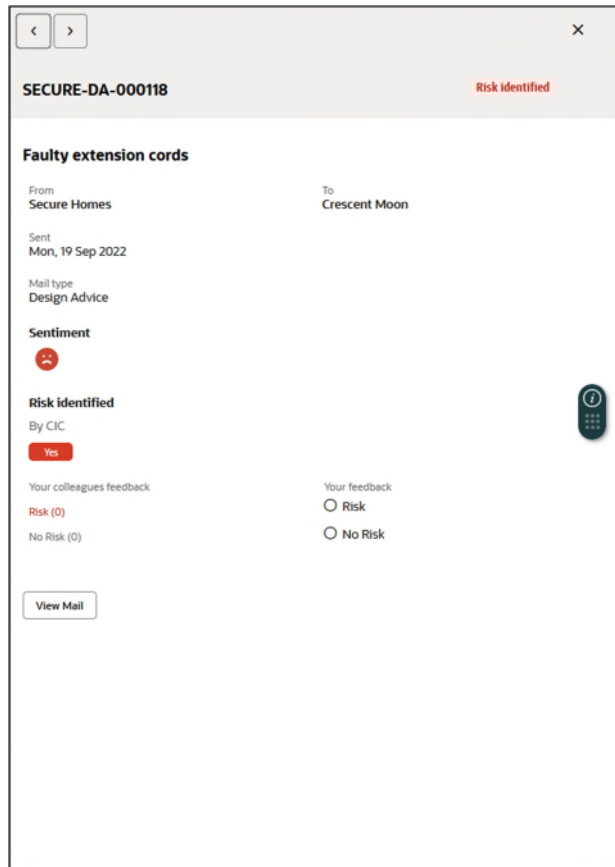 SECURE-DA-000118
Risk identified
Faulty extension cords
From
Secure Homes
To
Crescent Moon
Sent
Mon, 19 Sep 2022
Mail type
Design Advice
Sentiment
Risk identified
By CIC
Yes
Your colleagues feedback
Risk (0)
No Risk (0)
Your feedback
Risk
No Risk
View Mail